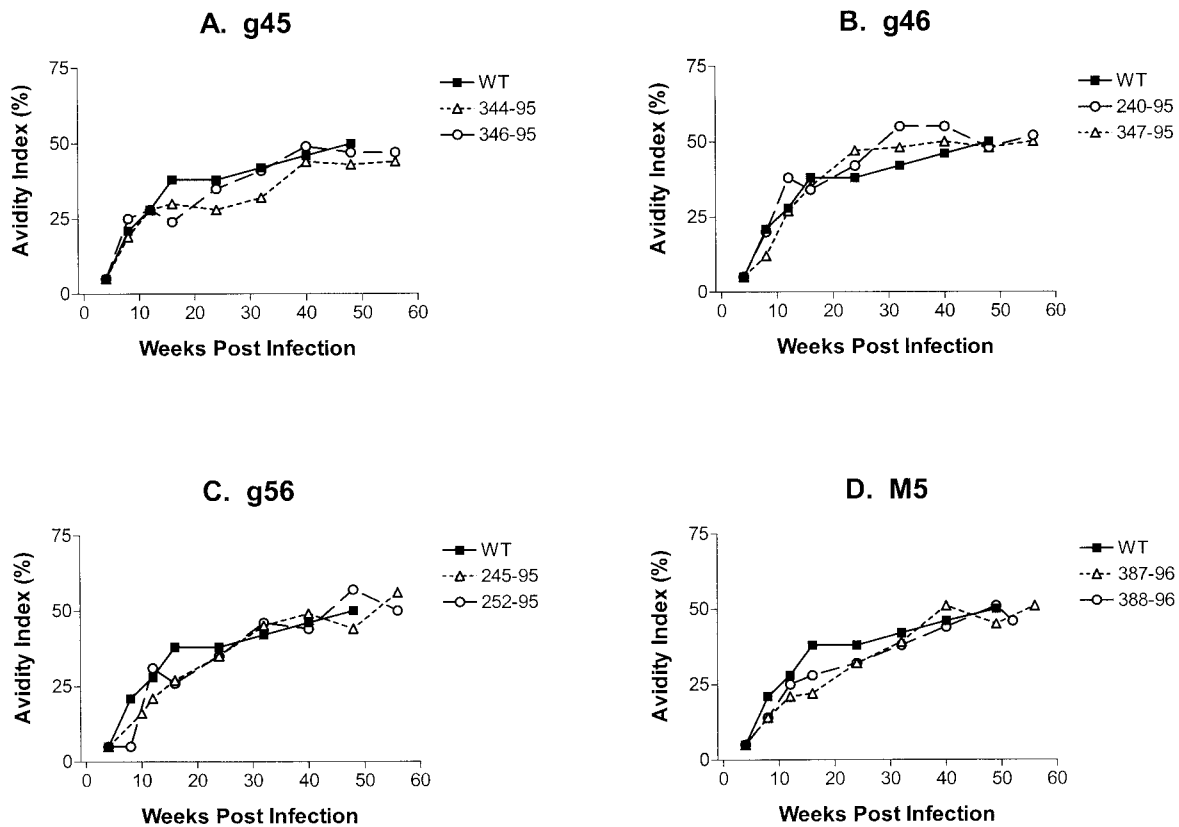 A. g45
75
50
25
0
Avidity Index (%)
0 10 20 30 40 50 60
Weeks Post Infection
WT
344-95
346-95
B. g46
75
50
25
0
Avidity Index (%)
0 10 20 30 40 50 60
Weeks Post Infection
WT
240-95
347-95
C. g56
75
50
25
0
Avidity Index (%)
0 10 20 30 40 50 60
Weeks Post Infection
WT
245-95
252-95
D. M5
75
50
25
0
Avidity Index (%)
0 10 20 30 40 50 60
Weeks Post Infection
WT
387-96
388-96